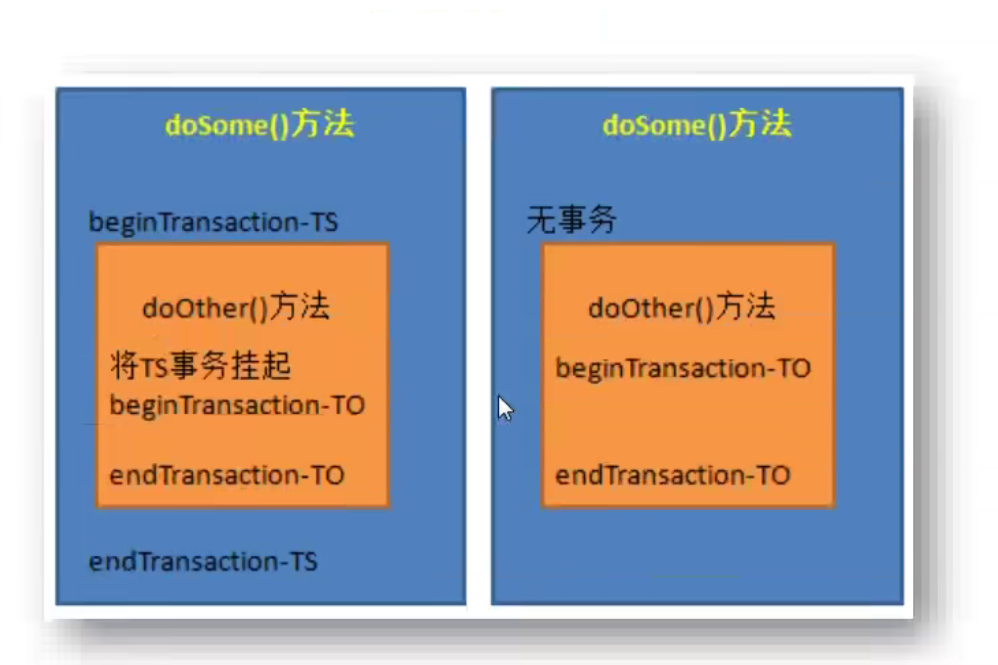 doSome()方法
beginTransaction-TS
doOther()方法
将TS事务挂起
beginTransaction-TO
endTransaction-TO
endTransaction-TS
doSome()方法
无事务
doOther()方法
beginTransaction-TO
endTransaction-TO